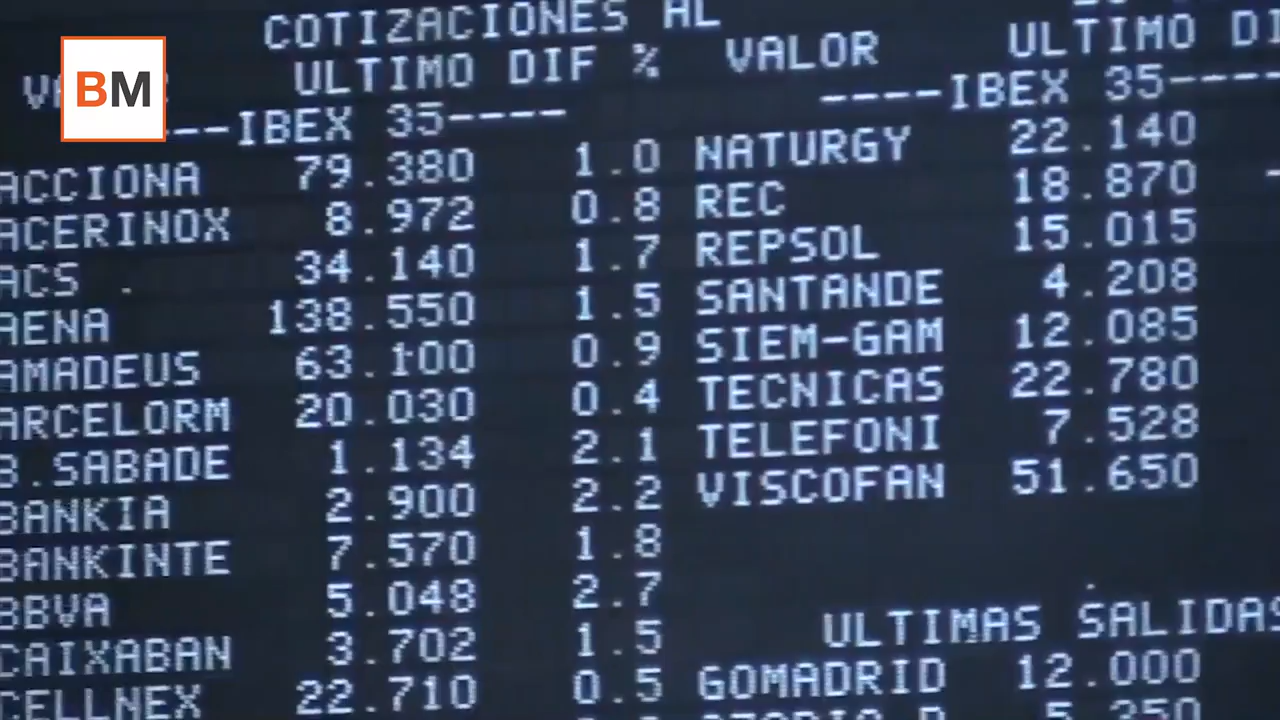 BM
COTIZACIONES AL
ULTIMO DIF %
---IBEX 35----
ACCIONA 79.380 1.0
ACERINOX 8.972 0.8
ACS . 34.140 1.7
AENA 138.550 1.5
AMADEUS 63.100 0.9
ARCELORM 20.030 0.4
B.SABADE 1.134 2.1
BANKIA 2.900 2.2
BANKINTE 7.570 1.8
BBVA 5.048 2.7
CAIXABAN 3.702 1.5
CELLNEX 22.710 0.5
VALOR ULTIMO
----IBEX 35----
NATURGY 22.140
REC 18.870
REPSOL 15.015
SANTANDE 4.208
SIEM-GAM 12.085
TECNICAS 22.780
TELEFONI 7.528
VISCOFAN 51.650
ULTIMAS SALIDAS
GOMADRID 12.000